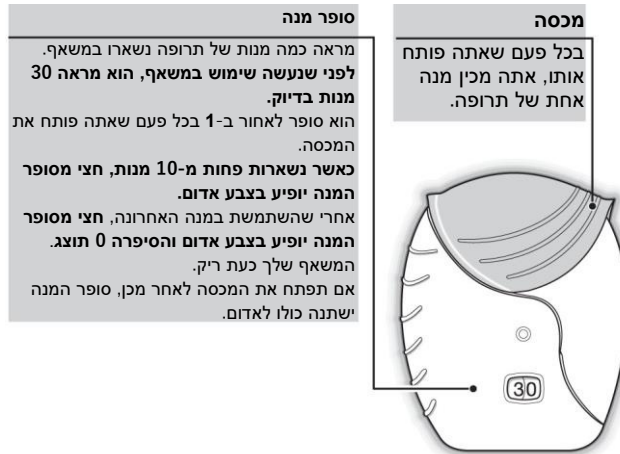 מכסה
בכל פעם שאתה פותח
אותו, אתה מכין מנה
אחת של תרופה.
סופר מנה
מראה כמה מנות של תרופה נשארו במשאף.
לפני שנעשה שימוש במשאף, הוא מראה 30
מנות בדיוק.
הוא סופר לאחור ב-1 בכל פעם שאתה פותח את
המכסה.
כאשר נשארות פחות מ-10 מנות, חצי מסופר
המנה יופיע בצבע אדום.
אחרי שהשתמשת במנה האחרונה, חצי מסופר
המנה יופיע בצבע אדום והסיפרה 0 תוצג.
המשאף שלך כעת ריק.
אם תפתח את המכסה לאחר מכן, סופר המנה
ישתנה כולו לאדום.
30